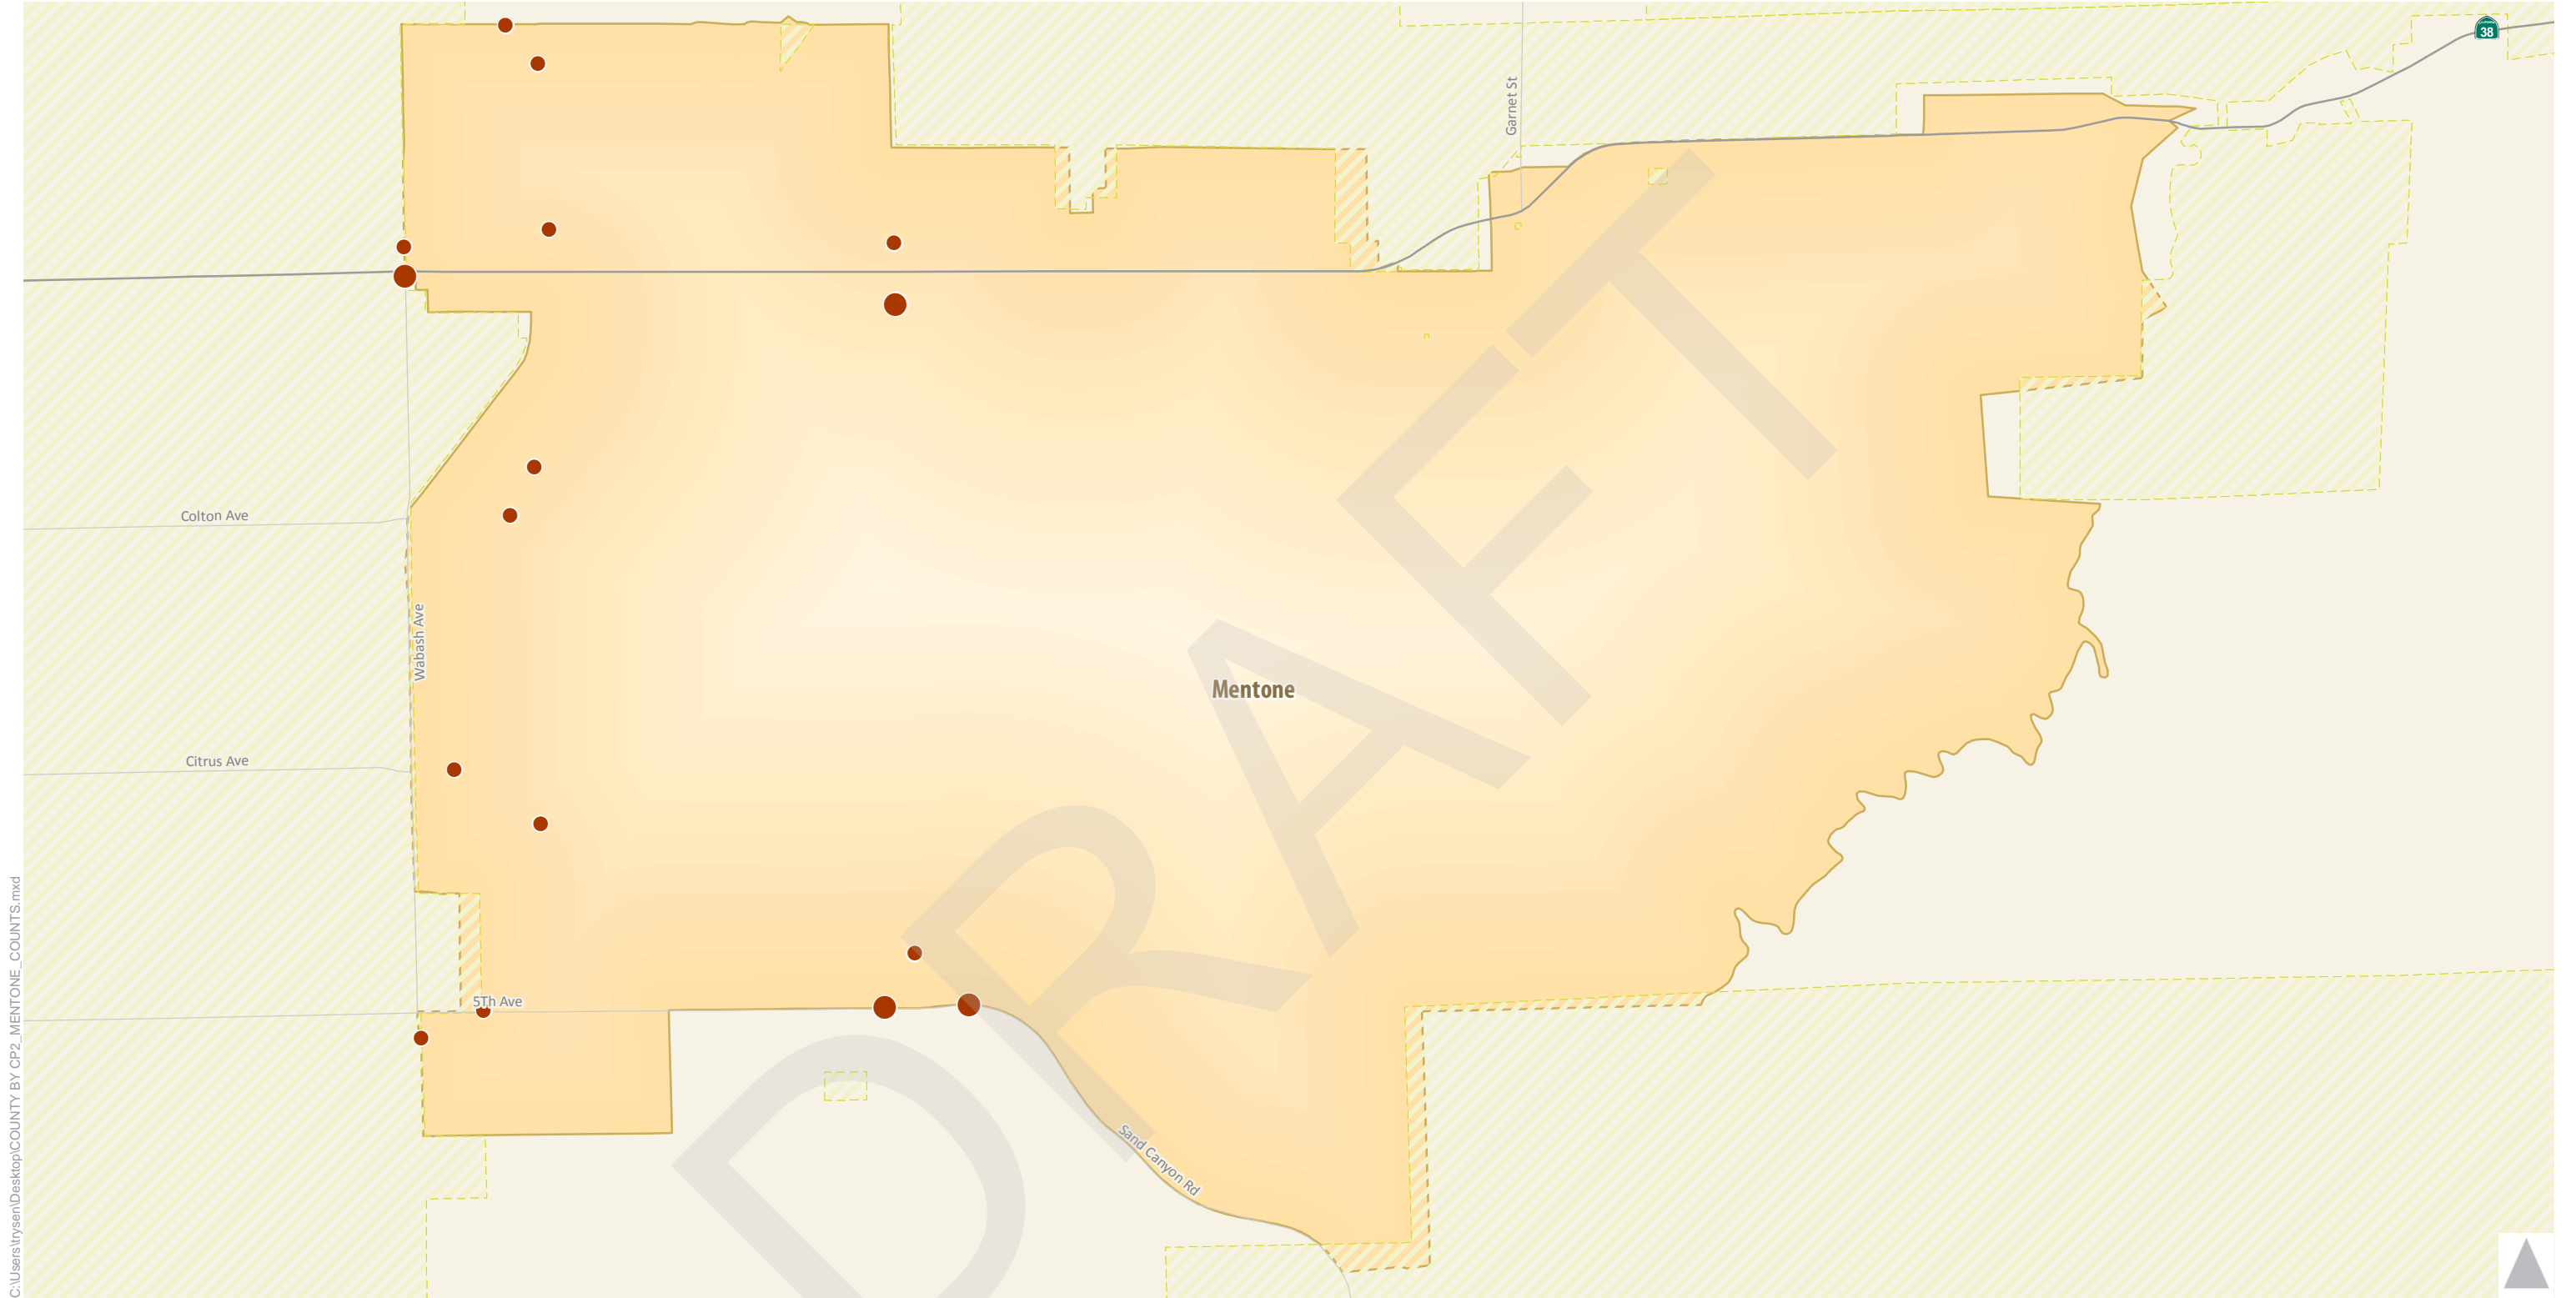 38
Garnet St
Colton Ave
Wabash Ave
Mentone
Citrus Ave
5Th Ave
Sand Canyon Rd
DRAFT
C:\Users\trysen\Desktop\COUNTY BY CP2_MENTONE_COUNTS.mxd